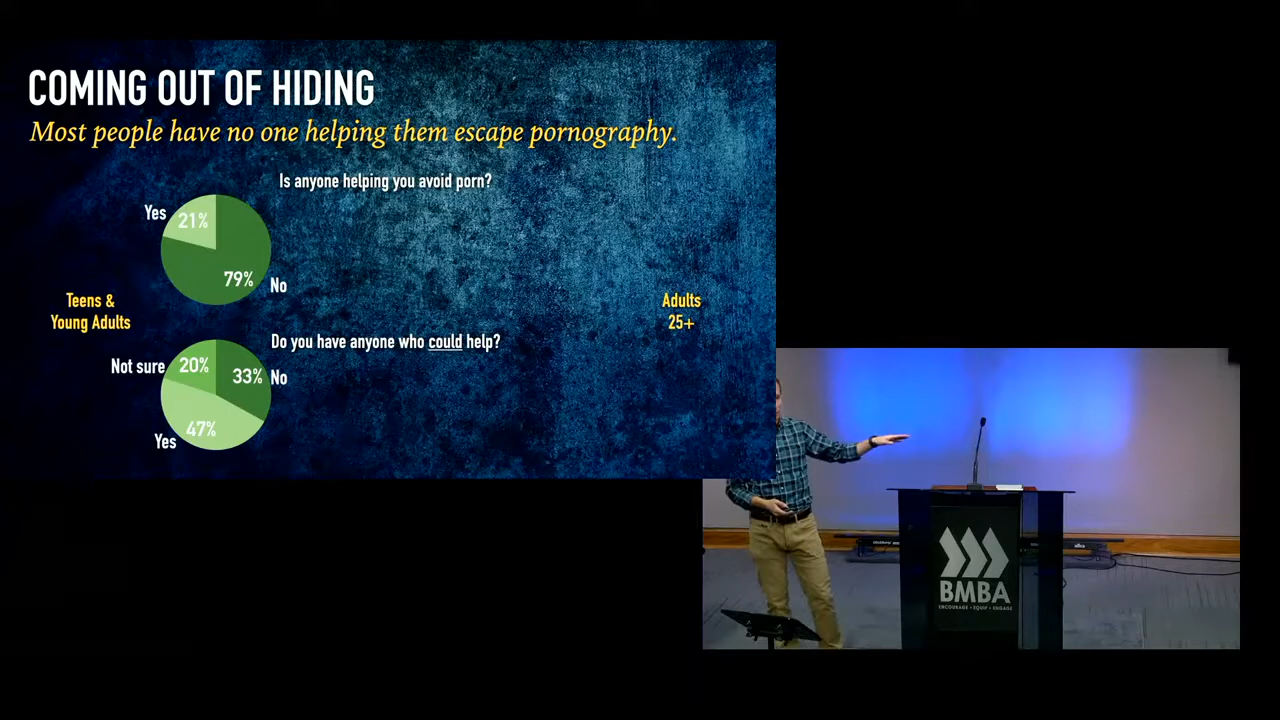 COMING OUT OF HIDING
Most people have no one helping them escape pornography.
Is anyone helping you avoid porn?
Yes
21%
79%
No
Teens &
Young Adults
Adults
25+
Do you have anyone who could help?
Not sure
20%
33%
No
47%
Yes
BMBA
ENCOURAGE • EQUIP • ENGAGE